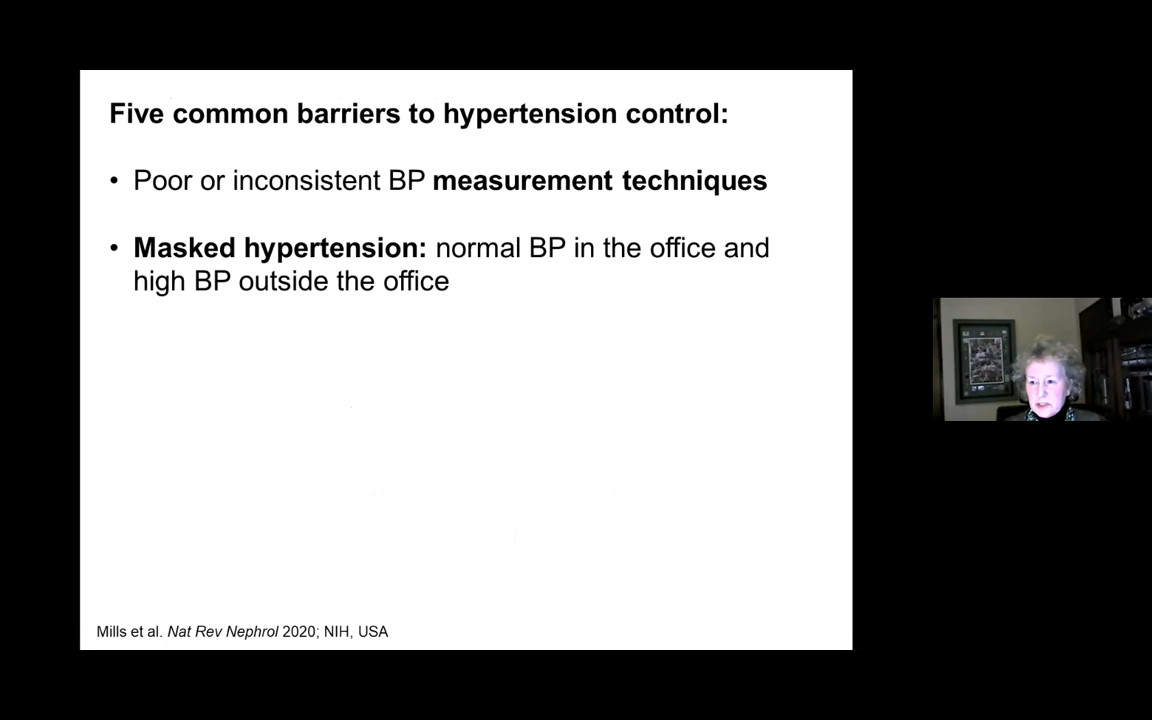 Five common barriers to hypertension control:
• Poor or inconsistent BP measurement techniques
• Masked hypertension: normal BP in the office and
high BP outside the office
Mills et al. Nat Rev Nephrol 2020; NIH, USA